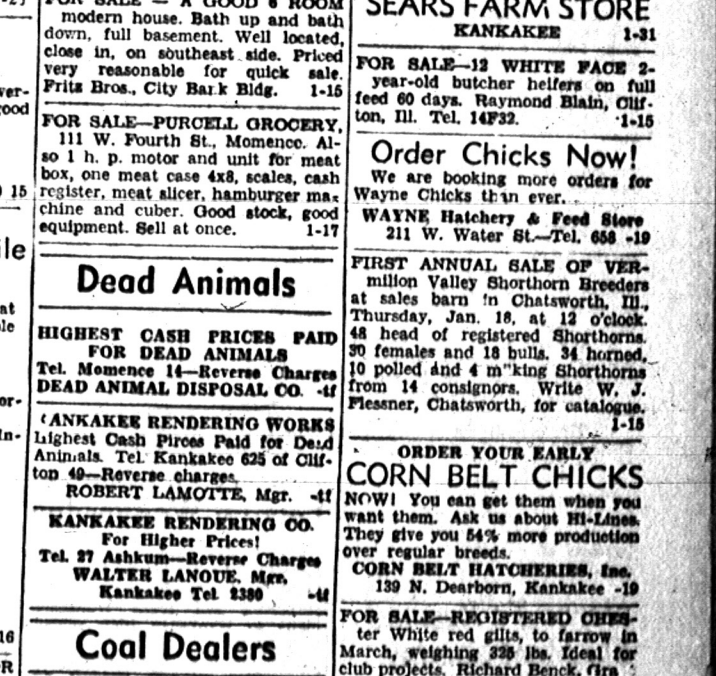 FOR SALE — A GOOD 6 ROOM
modern house. Bath up and bath
down, full basement. Well located,
close in, on southeast side. Priced
very reasonable for quick sale.
Fritz Bros., City Bank Bldg. 1-15
FOR SALE—PURCELL GROCERY,
111 W. Fourth St., Momence. Al-
so 1 h. p. motor and unit for meat
box, one meat case 4x8, scales, cash
register, meat slicer, hamburger ma-
chine and cuber. Good stock, good
equipment. Sell at once. 1-17
Dead Animals
HIGHEST CASH PRICES PAID
FOR DEAD ANIMALS
Tel. Momence 14—Reverse Charges
DEAD ANIMAL DISPOSAL CO. -tf
KANKAKEE RENDERING WORKS
Highest Cash Pirces Paid for Dead
Animals. Tel. Kankakee 625 of Clif-
ton 49—Reverse charges.
ROBERT LAMOTTE, Mgr. -tf
KANKAKEE RENDERING CO.
For Higher Prices!
Tel. 27 Ashkum—Reverse Charges
WALTER LANOUE, Mgr.
Kankakee Tel. 2380 -tf
Coal Dealers
SEARS FARM STORE
KANKAKEE 1-31
FOR SALE—12 WHITE FACE 2-
year-old butcher heifers on full
feed 60 days. Raymond Blain, Clif-
ton, Ill. Tel. 14F32. 1-15
Order Chicks Now!
We are booking more orders for
Wayne Chicks than ever.
WAYNE Hatchery & Feed Store
211 W. Water St.—Tel. 658 -19
FIRST ANNUAL SALE OF VER-
milion Valley Shorthorn Breeders
at sales barn in Chatsworth, Ill.,
Thursday, Jan. 18, at 12 o'clock.
48 head of registered Shorthorns.
30 females and 18 bulls. 34 horned,
10 polled and 4 m"king Shorthorns
from 14 consignors. Write W. J.
Flessner, Chatsworth, for catalogue.
1-15
ORDER YOUR EARLY
CORN BELT CHICKS
NOW! You can get them when you
want them. Ask us about Hi-Lines.
They give you 54% more production
over regular breeds.
CORN BELT HATCHERIES, Inc.
139 N. Dearborn, Kankakee -19
FOR SALE—REGISTERED CHES-
ter White red gilts, to farrow in
March, weighing 325 lbs. Ideal for
club projects. Richard Benck, Gra